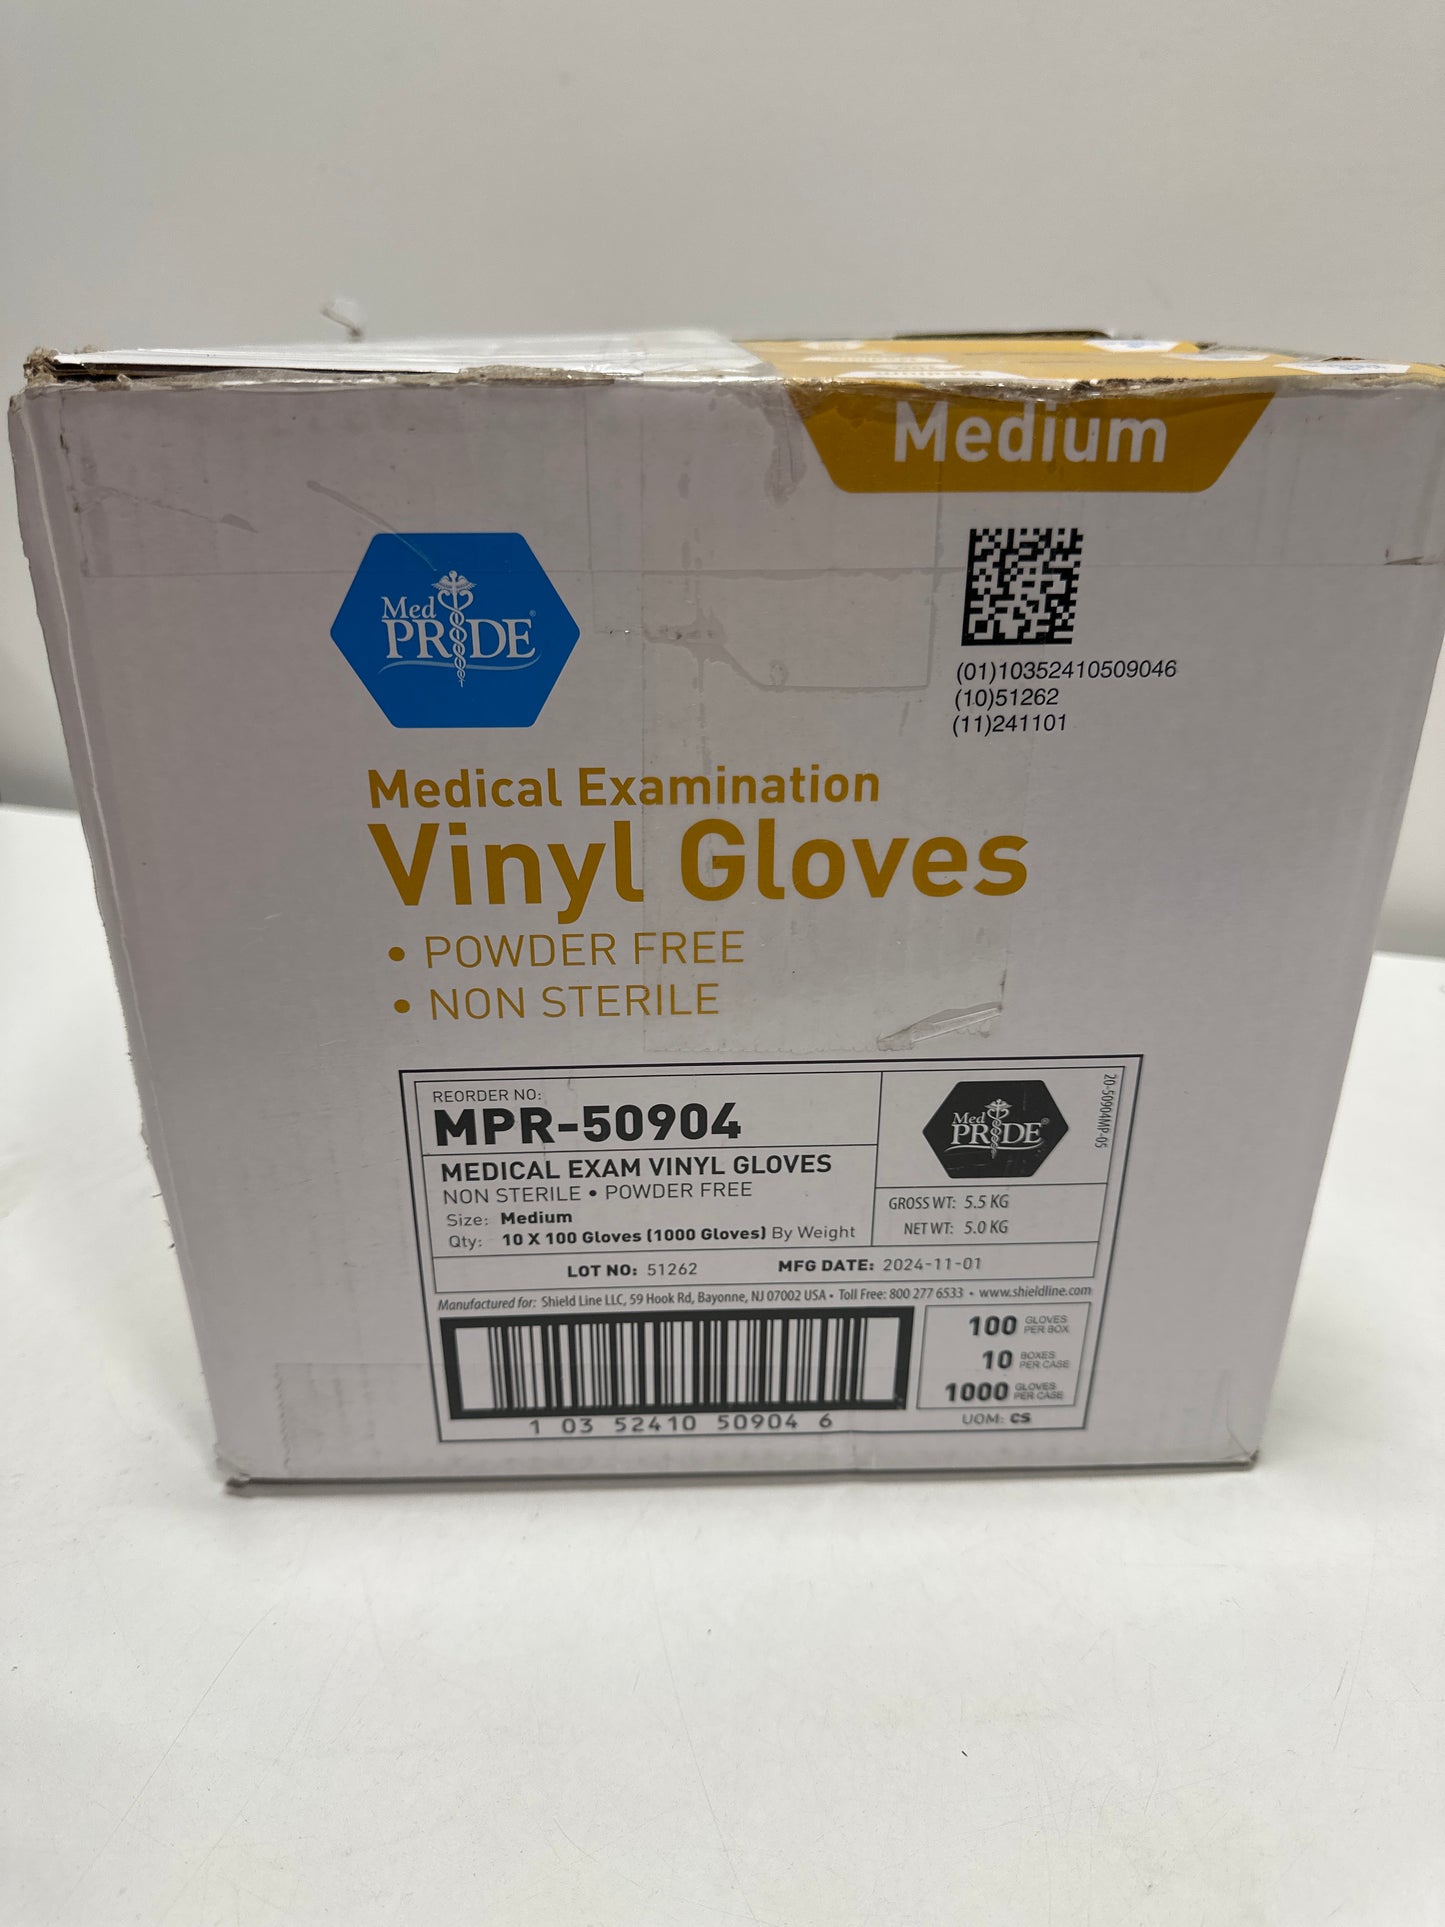 Medium
Med
PRIDE®
(01)10352410509046
(10)51262
(11)241101
Medical Examination
Vinyl Gloves
• POWDER FREE
• NON STERILE
REORDER NO:
MPR-50904
MEDICAL EXAM VINYL GLOVES
NON STERILE • POWDER FREE
Size: Medium
Qty: 10 X 100 Gloves (1000 Gloves) By Weight
Med
PRIDE®
20-50904MP-05
GROSS WT: 5.5 KG
NET WT: 5.0 KG
LOT NO: 51262 MFG DATE: 2024-11-01
Manufactured for: Shield Line LLC, 59 Hook Rd, Bayonne, NJ 07002 USA • Toll Free: 800 277 6533 • www.shieldline.com
1 03 52410 50904 6
100 GLOVES PER BOX
10 BOXES PER CASE
1000 GLOVES PER CASE
UOM: CS